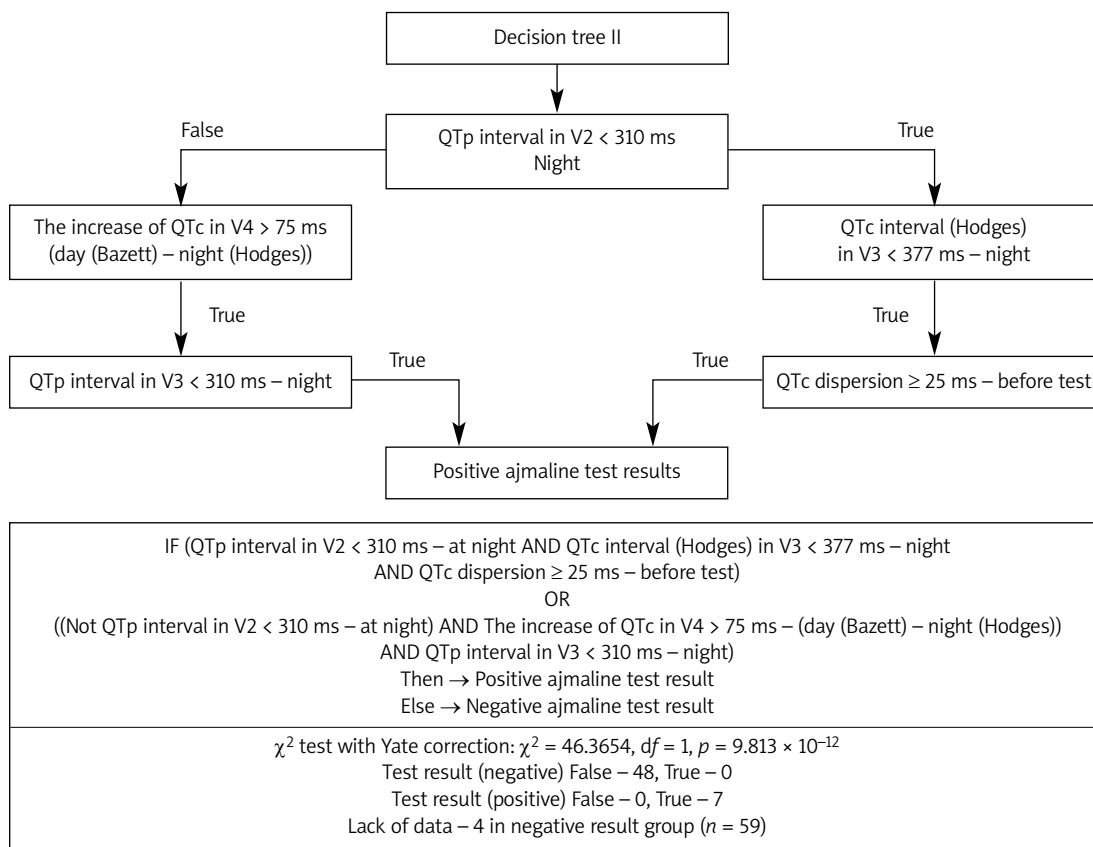 Decision tree II
False
True
QTp interval in V2 < 310 ms
Night
The increase of QTc in V4 > 75 ms
(day (Bazett) – night (Hodges))
QTc interval (Hodges)
in V3 < 377 ms – night
True
True
QTp interval in V3 < 310 ms – night
True
True
QTc dispersion ≥ 25 ms – before test
Positive ajmaline test results
IF (QTp interval in V2 < 310 ms – at night AND QTc interval (Hodges) in V3 < 377 ms – night
AND QTc dispersion ≥ 25 ms – before test)
OR
((Not QTp interval in V2 < 310 ms – at night) AND The increase of QTc in V4 > 75 ms – (day (Bazett) – night (Hodges))
AND QTp interval in V3 < 310 ms – night)
Then → Positive ajmaline test result
Else → Negative ajmaline test result
χ² test with Yate correction: χ² = 46.3654, df = 1, p = 9.813 × 10⁻¹²
Test result (negative) False – 48, True – 0
Test result (positive) False – 0, True – 7
Lack of data – 4 in negative result group (n = 59)